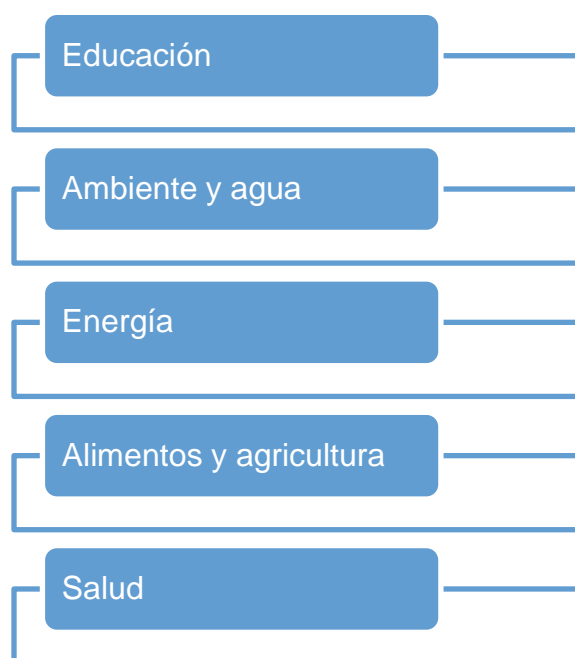 Educación
Ambiente y agua
Energía
Alimentos y agricultura
Salud